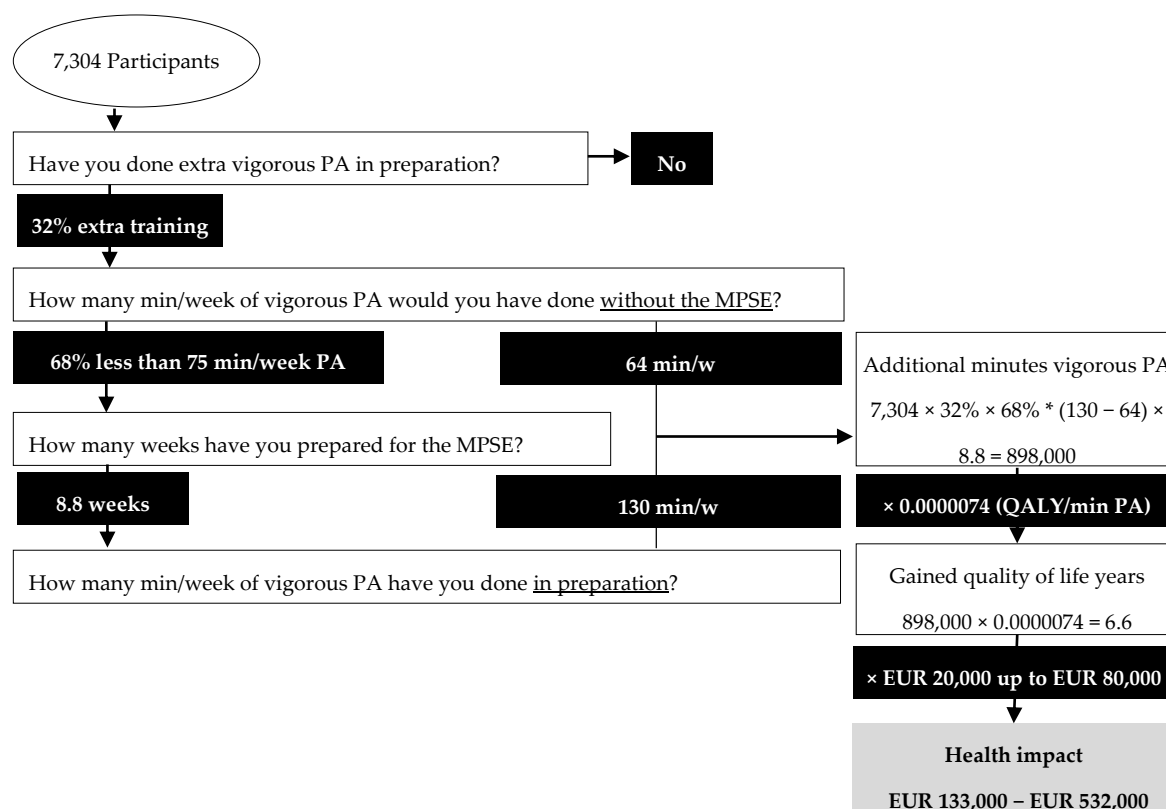 7,304 Participants
Have you done extra vigorous PA in preparation?
No
32% extra training
How many min/week of vigorous PA would you have done without the MPSE?
68% less than 75 min/week PA
64 min/w
Additional minutes vigorous PA
7,304 × 32% × 68% * (130 − 64) ×
8.8 = 898,000
How many weeks have you prepared for the MPSE?
8.8 weeks
130 min/w
× 0.0000074 (QALY/min PA)
How many min/week of vigorous PA have you done in preparation?
Gained quality of life years
898,000 × 0.0000074 = 6.6
× EUR 20,000 up to EUR 80,000
Health impact
EUR 133,000 – EUR 532,000